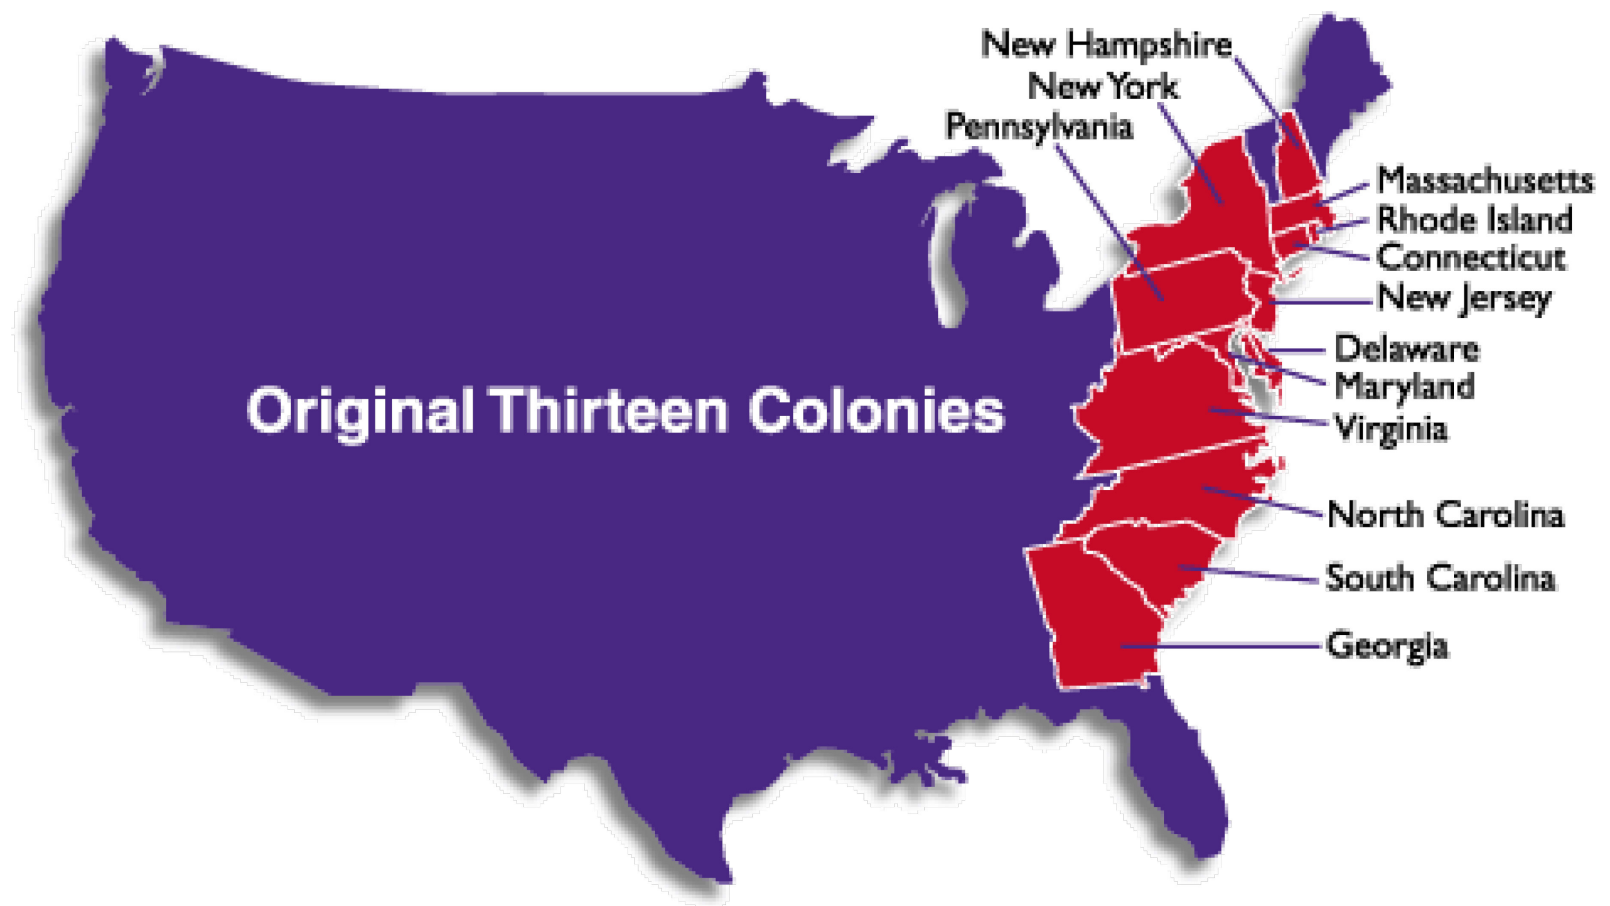 New Hampshire
New York
Pennsylvania
Massachusetts
Rhode Island
Connecticut
New Jersey
Delaware
Maryland
Original Thirteen Colonies
Virginia
North Carolina
South Carolina
Georgia